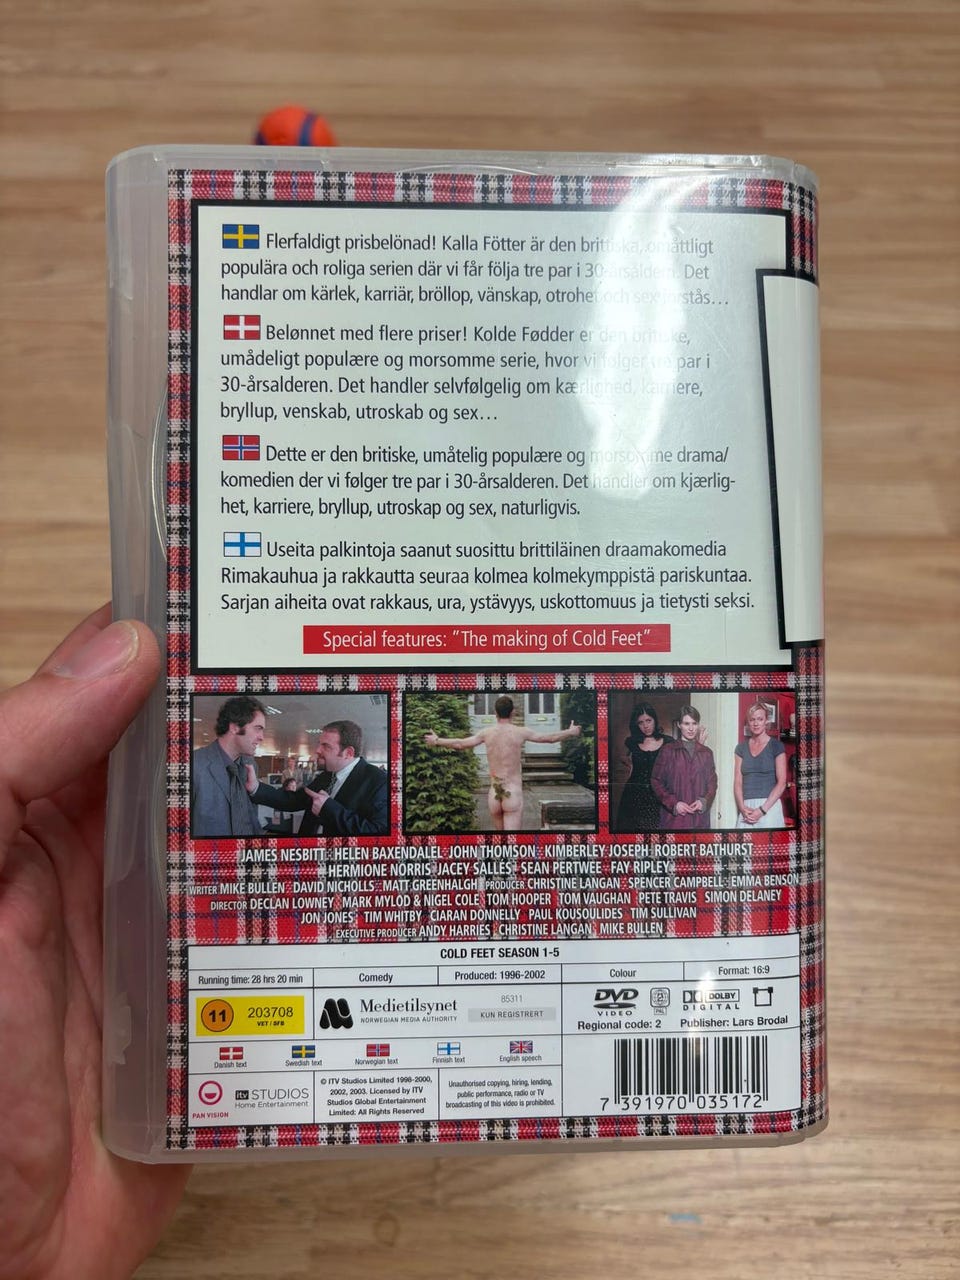 Flerfaldigt prisbelönad! Kalla Fötter är den brittiska, omåttligt
populära och roliga serien där vi får följa tre par i 30-årsåldern. Det
handlar om kärlek, karriär, bröllop, vänskap, otrohet och sex förstås...
Belønnet med flere priser! Kolde Fødder er den britiske,
umådeligt populære og morsomme serie, hvor vi følger tre par i
30-årsalderen. Det handler selvfølgelig om kærlighed, karriere,
bryllup, venskab, utroskab og sex...
Dette er den britiske, umåtelig populære og morsomme drama/
komedien der vi følger tre par i 30-årsalderen. Det handler om kjærlig-
het, karriere, bryllup, utroskap og sex, naturligvis.
Useita palkintoja saanut suosittu brittiläinen draamakomedia
Rimakauhua ja rakkautta seuraa kolmea kolmekymppistä pariskuntaa.
Sarjan aiheita ovat rakkaus, ura, ystävyys, uskottomuus ja tietysti seksi.
Special features: "The making of Cold Feet"
JAMES NESBITT HELEN BAXENDALEL JOHN THOMSON KIMBERLEY JOSEPH ROBERT BATHURST
HERMIONE NORRIS JACEY SALLÉS SEAN PERTWEE FAY RIPLEY
WRITER MIKE BULLEN DAVID NICHOLLS MATT GREENHALGH PRODUCER CHRISTINE LANGAN SPENCER CAMPBELL EMMA BENSON
DIRECTOR DECLAN LOWNEY MARK MYLOD & NIGEL COLE TOM HOOPER TOM VAUGHAN PETE TRAVIS SIMON DELANEY
JON JONES TIM WHITBY CIARAN DONNELLY PAUL KOUSOULIDES TIM SULLIVAN
EXECUTIVE PRODUCER ANDY HARRIES CHRISTINE LANGAN MIKE BULLEN
COLD FEET SEASON 1-5
Running time: 28 hrs 20 min Comedy Produced: 1996-2002 Colour Format: 16:9
11 203708
VET / SFB
Medietilsynet
NORWEGIAN MEDIA AUTHORITY
85311
KUN REGISTRERT
DVD
VIDEO
PAL
DOLBY
DIGITAL
Regional code: 2 Publisher: Lars Brodal
Danish text Swedish text Norwegian text Finnish text English speech
PAN VISION
itv STUDIOS
Home Entertainment
© ITV Studios Limited 1998-2000,
2002, 2003. Licensed by ITV
Studios Global Entertainment
Limited: All Rights Reserved
Unauthorised copying, hiring, lending,
public performance, radio or TV
broadcasting of this video is prohibited.
7 391970 035172